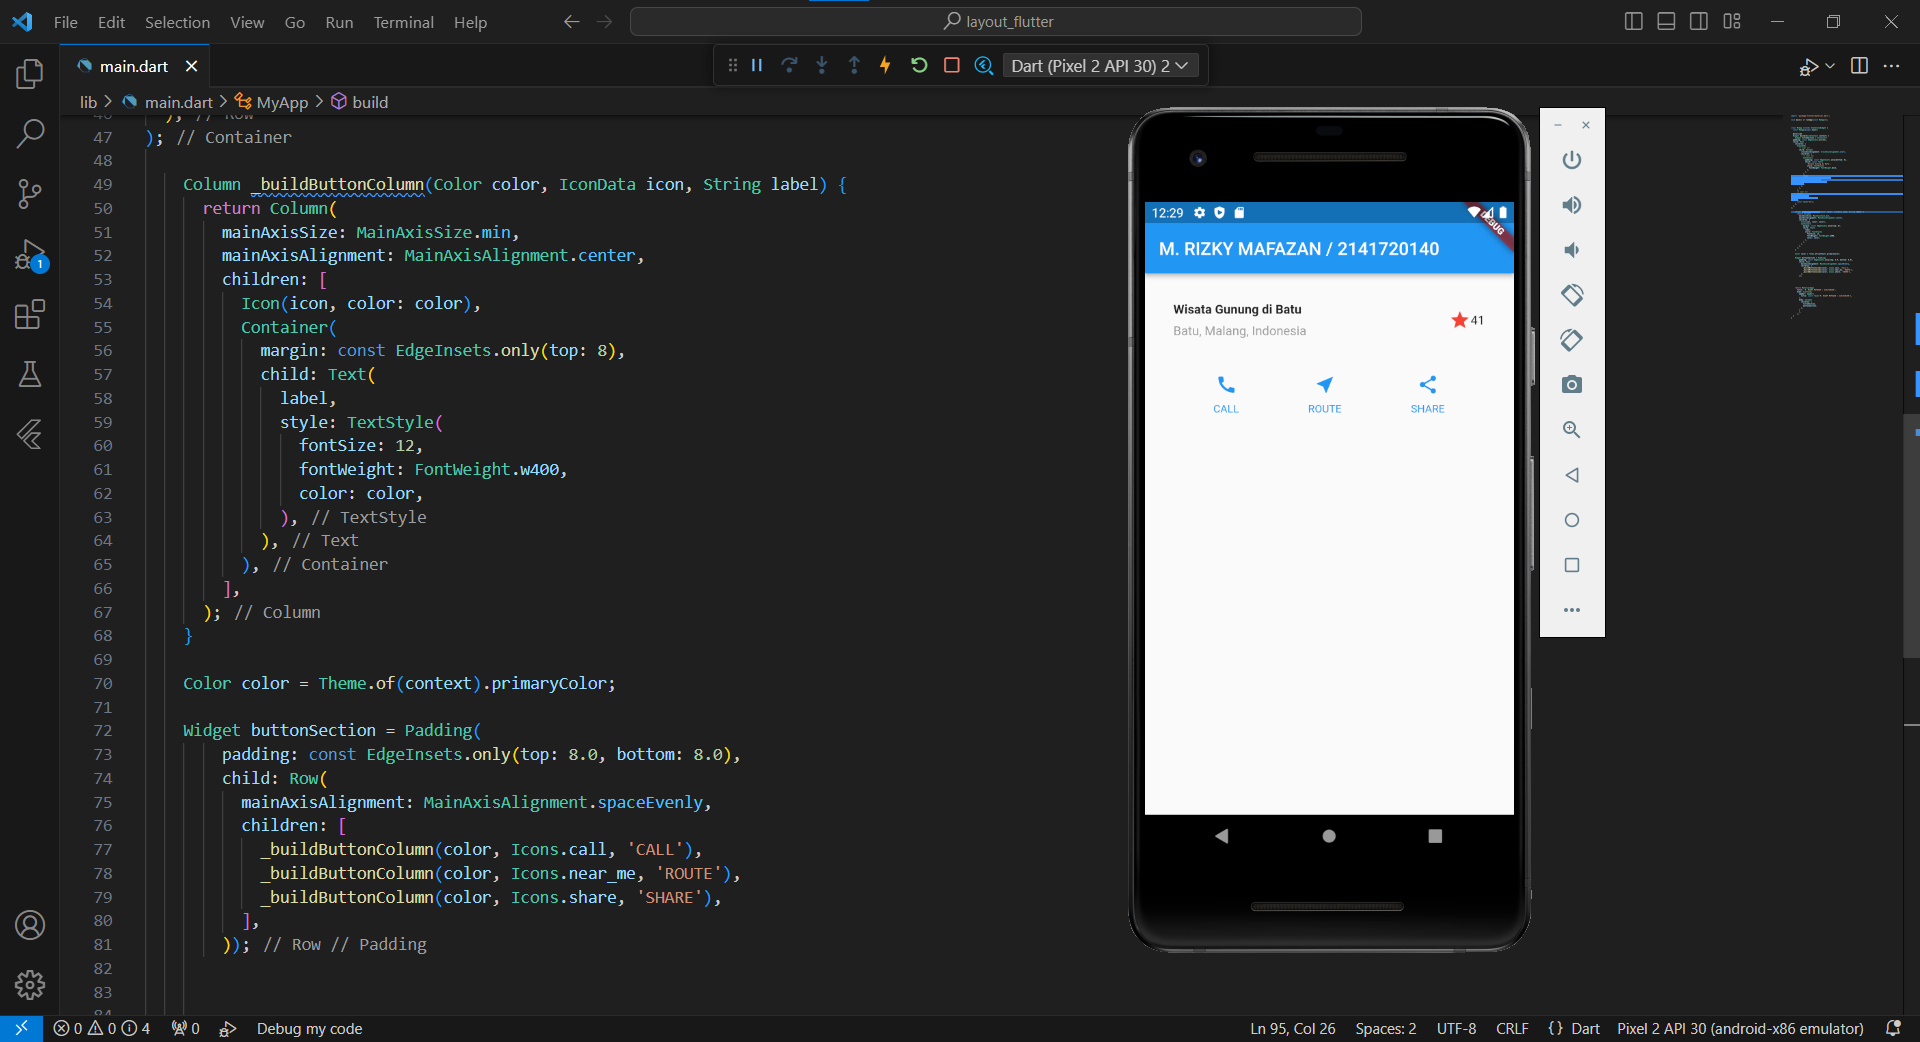 File Edit Selection View Go Run Terminal Help
layout_flutter
main.dart
Dart (Pixel 2 API 30) 2
lib > main.dart > MyApp > build
46 ), // Row
47 ); // Container
48
49 Column _buildButtonColumn(Color color, IconData icon, String label) {
50 return Column(
51 mainAxisSize: MainAxisSize.min,
52 mainAxisAlignment: MainAxisAlignment.center,
53 children: [
54 Icon(icon, color: color),
55 Container(
56 margin: const EdgeInsets.only(top: 8),
57 child: Text(
58 label,
59 style: TextStyle(
60 fontSize: 12,
61 fontWeight: FontWeight.w400,
62 color: color,
63 ), // TextStyle
64 ), // Text
65 ), // Container
66 ],
67 ); // Column
68 }
69
70 Color color = Theme.of(context).primaryColor;
71
72 Widget buttonSection = Padding(
73 padding: const EdgeInsets.only(top: 8.0, bottom: 8.0),
74 child: Row(
75 mainAxisAlignment: MainAxisAlignment.spaceEvenly,
76 children: [
77 _buildButtonColumn(color, Icons.call, 'CALL'),
78 _buildButtonColumn(color, Icons.near_me, 'ROUTE'),
79 _buildButtonColumn(color, Icons.share, 'SHARE'),
80 ],
81 )); // Row // Padding
82
83
84
12:29
DEBUG
M. RIZKY MAFAZAN / 2141720140
Wisata Gunung di Batu
Batu, Malang, Indonesia
41
CALL ROUTE SHARE
1
0 0 4 0 Debug my code
Ln 95, Col 26 Spaces: 2 UTF-8 CRLF {} Dart Pixel 2 API 30 (android-x86 emulator)